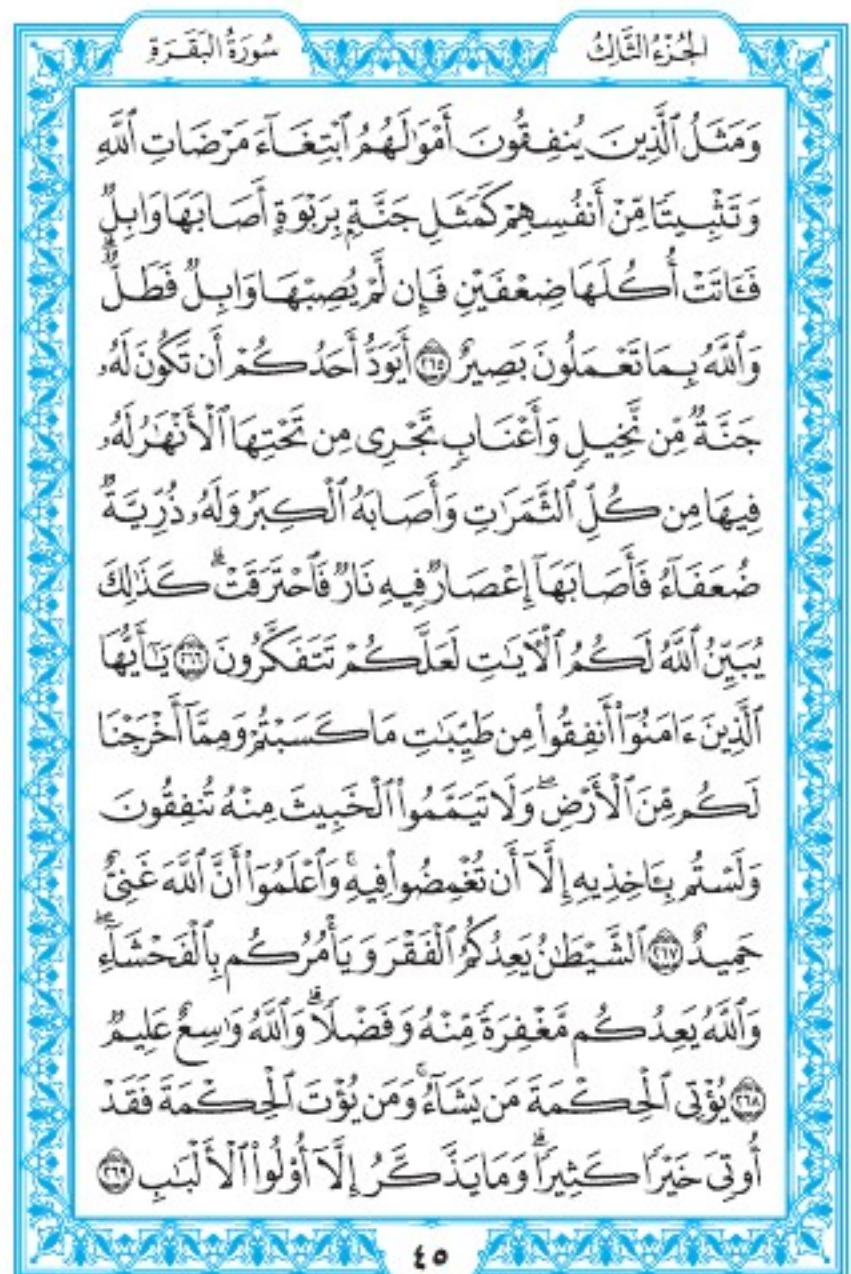 الجُزْءُ الثَّالِثُ
سُورَةُ البَقَرَةِ
وَمَثَلُ ٱلَّذِينَ يُنفِقُونَ أَمْوَٰلَهُمُ ٱبْتِغَآءَ مَرْضَاتِ ٱللَّهِ
وَتَثْبِيتًا مِّنْ أَنفُسِهِمْ كَمَثَلِ جَنَّةٍۭ بِرَبْوَةٍ أَصَابَهَا وَابِلٌ
فَـَٔاتَتْ أُكُلَهَا ضِعْفَيْنِ فَإِن لَّمْ يُصِبْهَا وَابِلٌ فَطَلٌّ ۗ
وَٱللَّهُ بِمَا تَعْمَلُونَ بَصِيرٌ ٢٦٥ أَيَوَدُّ أَحَدُكُمْ أَن تَكُونَ لَهُۥ
جَنَّةٌ مِّن نَّخِيلٍ وَأَعْنَابٍ تَجْرِى مِن تَحْتِهَا ٱلْأَنْهَٰرُ لَهُۥ
فِيهَا مِن كُلِّ ٱلثَّمَرَٰتِ وَأَصَابَهُ ٱلْكِبَرُ وَلَهُۥ ذُرِّيَّةٌ
ضُعَفَآءُ فَأَصَابَهَآ إِعْصَارٌ فِيهِ نَارٌ فَٱحْتَرَقَتْ ۗ كَذَٰلِكَ
يُبَيِّنُ ٱللَّهُ لَكُمُ ٱلْـَٔايَٰتِ لَعَلَّكُمْ تَتَفَكَّرُونَ ٢٦٦ يَٰٓأَيُّهَا
ٱلَّذِينَ ءَامَنُوٓا۟ أَنفِقُوا۟ مِن طَيِّبَٰتِ مَا كَسَبْتُمْ وَمِمَّآ أَخْرَجْنَا
لَكُم مِّنَ ٱلْأَرْضِ ۖ وَلَا تَيَمَّمُوا۟ ٱلْخَبِيثَ مِنْهُ تُنفِقُونَ
وَلَسْتُم بِـَٔاخِذِيهِ إِلَّآ أَن تُغْمِضُوا۟ فِيهِ ۚ وَٱعْلَمُوٓا۟ أَنَّ ٱللَّهَ غَنِىٌّ
حَمِيدٌ ٢٦٧ ٱلشَّيْطَٰنُ يَعِدُكُمُ ٱلْفَقْرَ وَيَأْمُرُكُم بِٱلْفَحْشَآءِ ۖ
وَٱللَّهُ يَعِدُكُم مَّغْفِرَةً مِّنْهُ وَفَضْلًا ۗ وَٱللَّهُ وَٰسِعٌ عَلِيمٌ
٢٦٨ يُؤْتِى ٱلْحِكْمَةَ مَن يَشَآءُ ۚ وَمَن يُؤْتَ ٱلْحِكْمَةَ فَقَدْ
أُوتِىَ خَيْرًا كَثِيرًا ۗ وَمَا يَذَّكَّرُ إِلَّآ أُو۟لُوا۟ ٱلْأَلْبَٰبِ ٢٦٩
٤٥